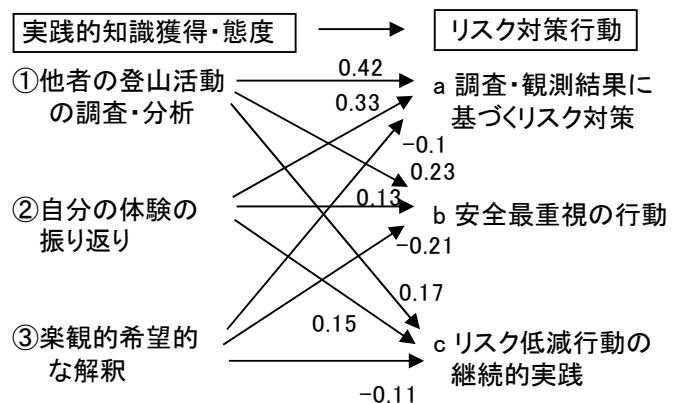 実践的知識獲得・態度
リスク対策行動
①他者の登山活動
の調査・分析
0.42
a 調査・観測結果に
基づくリスク対策
0.33
-0.1
0.23
②自分の体験の
振り返り
0.13
b 安全最重視の行動
-0.21
0.17
0.15
③楽観的希望的
な解釈
c リスク低減行動の
継続的実践
-0.11